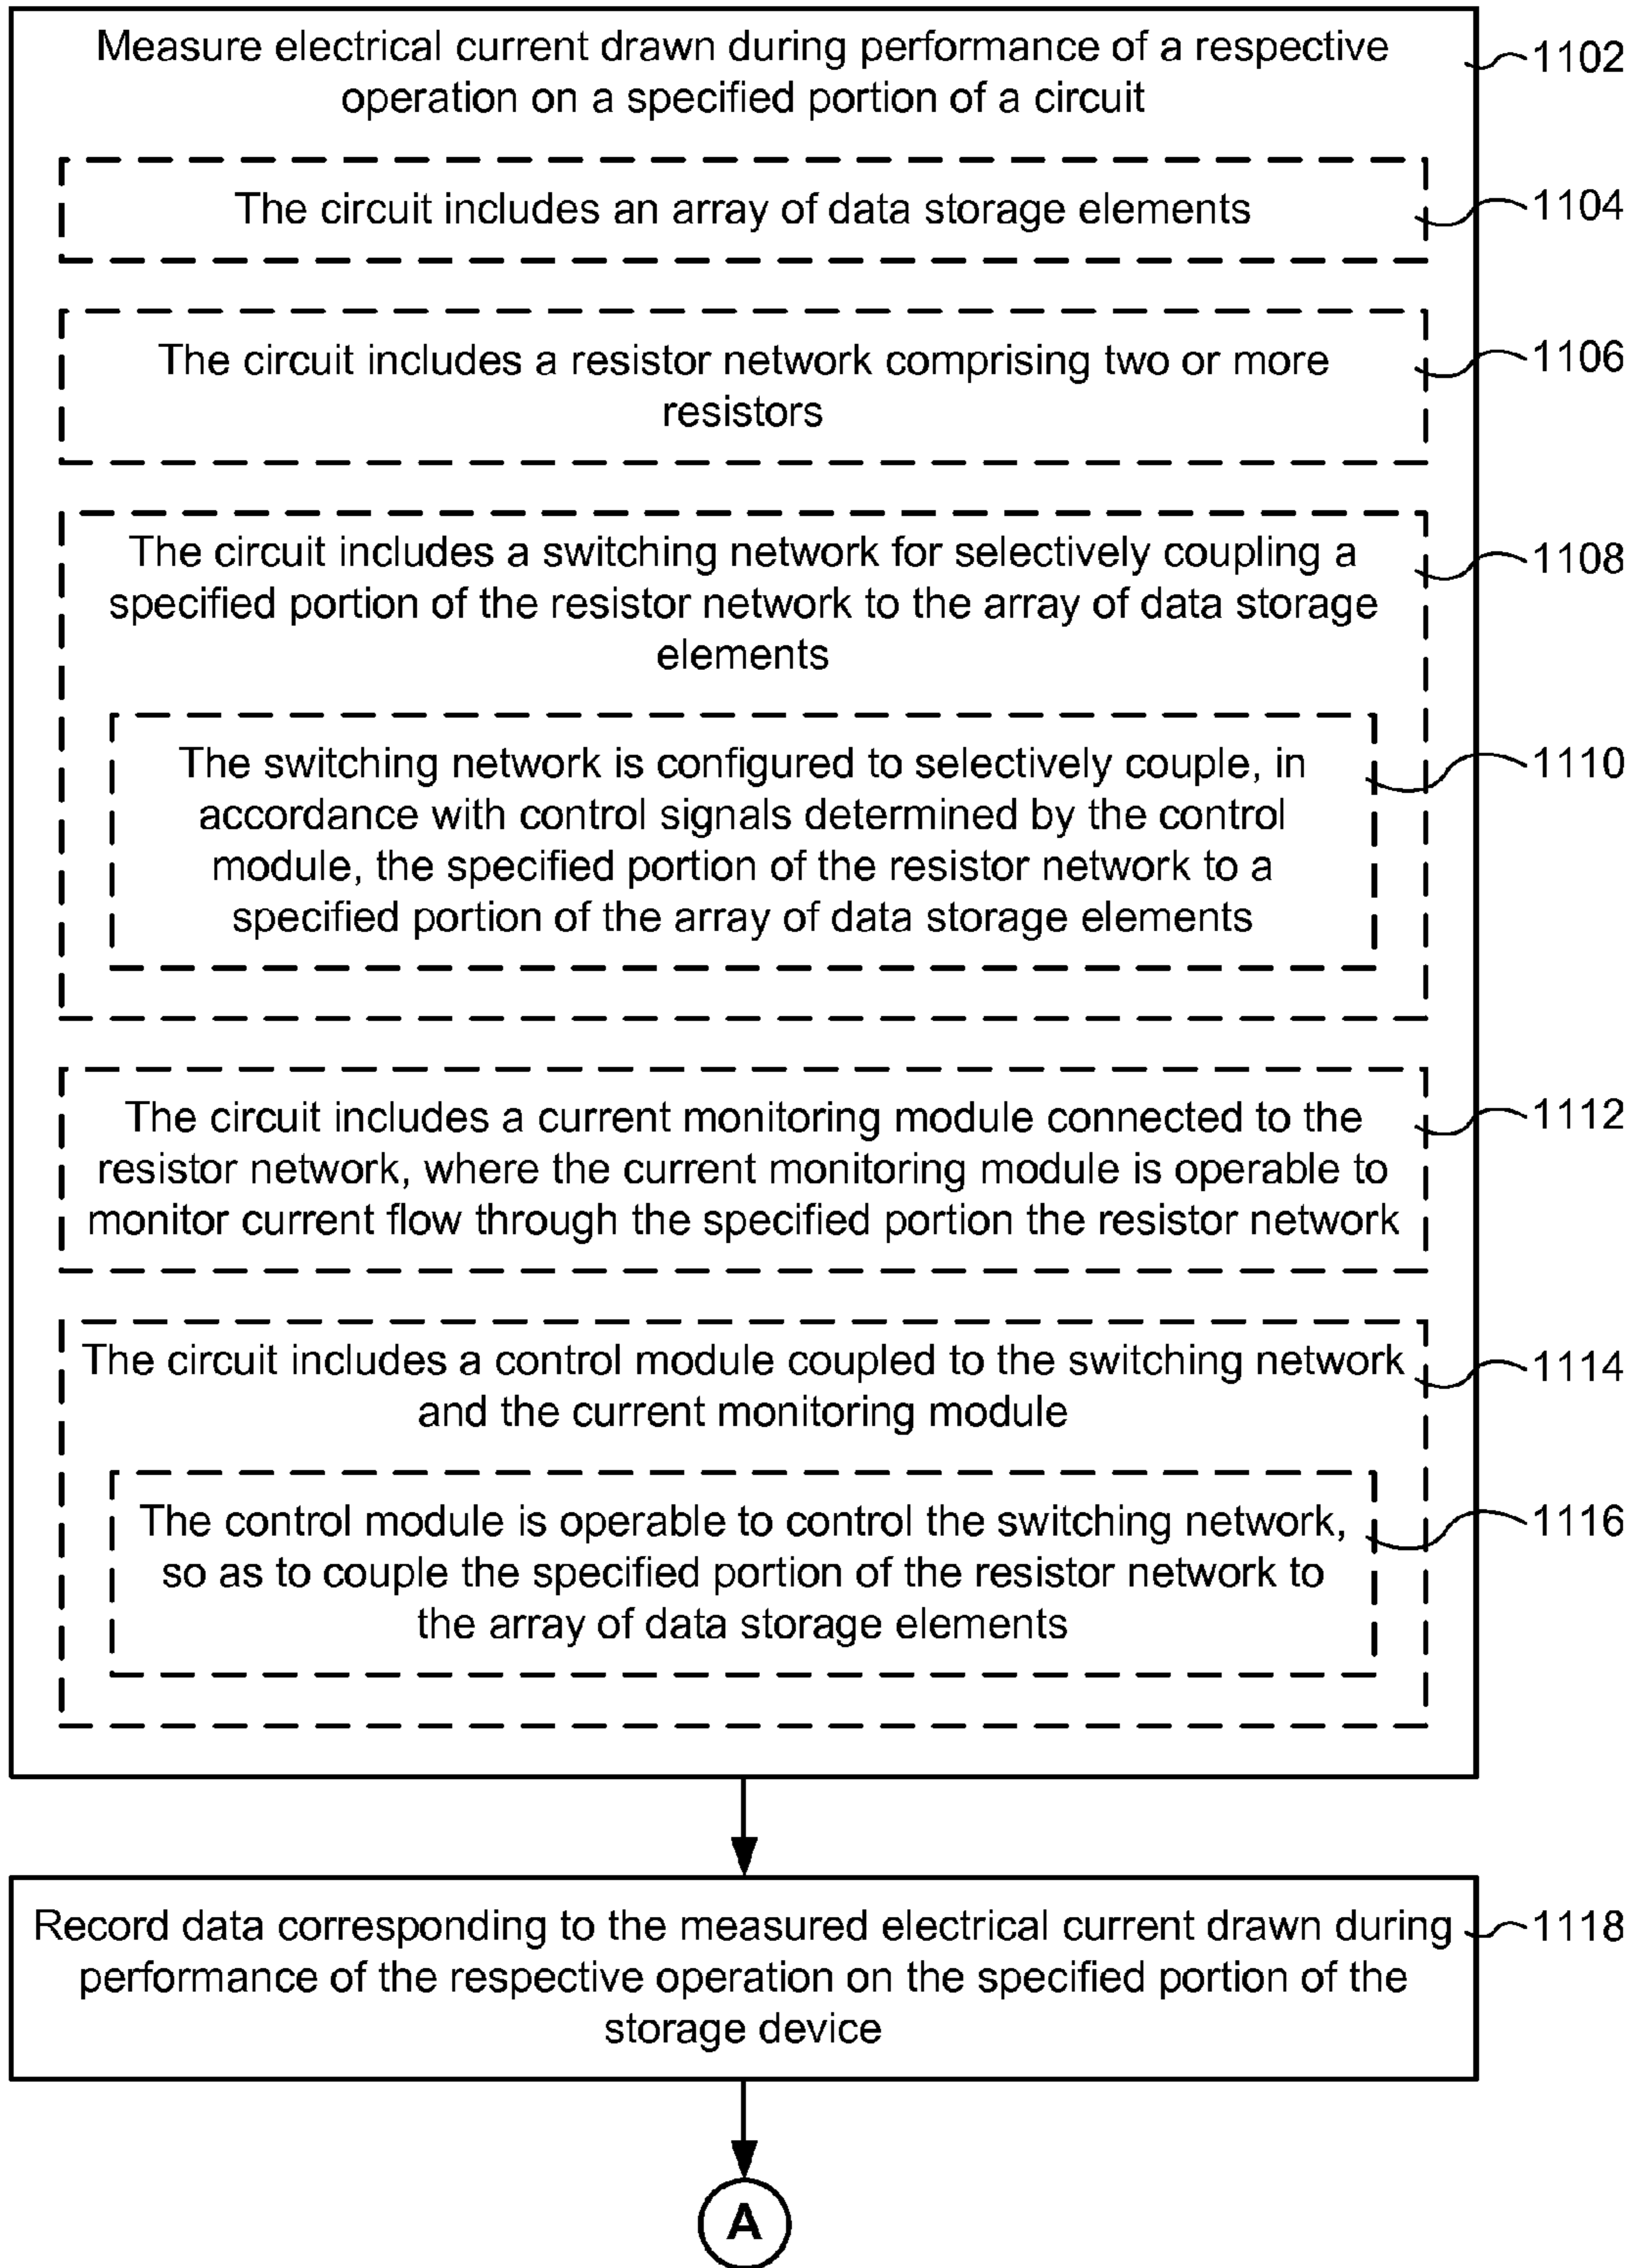 Measure electrical current drawn during performance of a respective
operation on a specified portion of a circuit
1102
The circuit includes an array of data storage elements
1104
The circuit includes a resistor network comprising two or more
resistors
1106
The circuit includes a switching network for selectively coupling a
specified portion of the resistor network to the array of data storage
elements
1108
The switching network is configured to selectively couple, in
accordance with control signals determined by the control
module, the specified portion of the resistor network to a
specified portion of the array of data storage elements
1110
The circuit includes a current monitoring module connected to the
resistor network, where the current monitoring module is operable to
monitor current flow through the specified portion the resistor network
1112
The circuit includes a control module coupled to the switching network
and the current monitoring module
1114
The control module is operable to control the switching network,
so as to couple the specified portion of the resistor network to
the array of data storage elements
1116
Record data corresponding to the measured electrical current drawn during
performance of the respective operation on the specified portion of the
storage device
1118
A